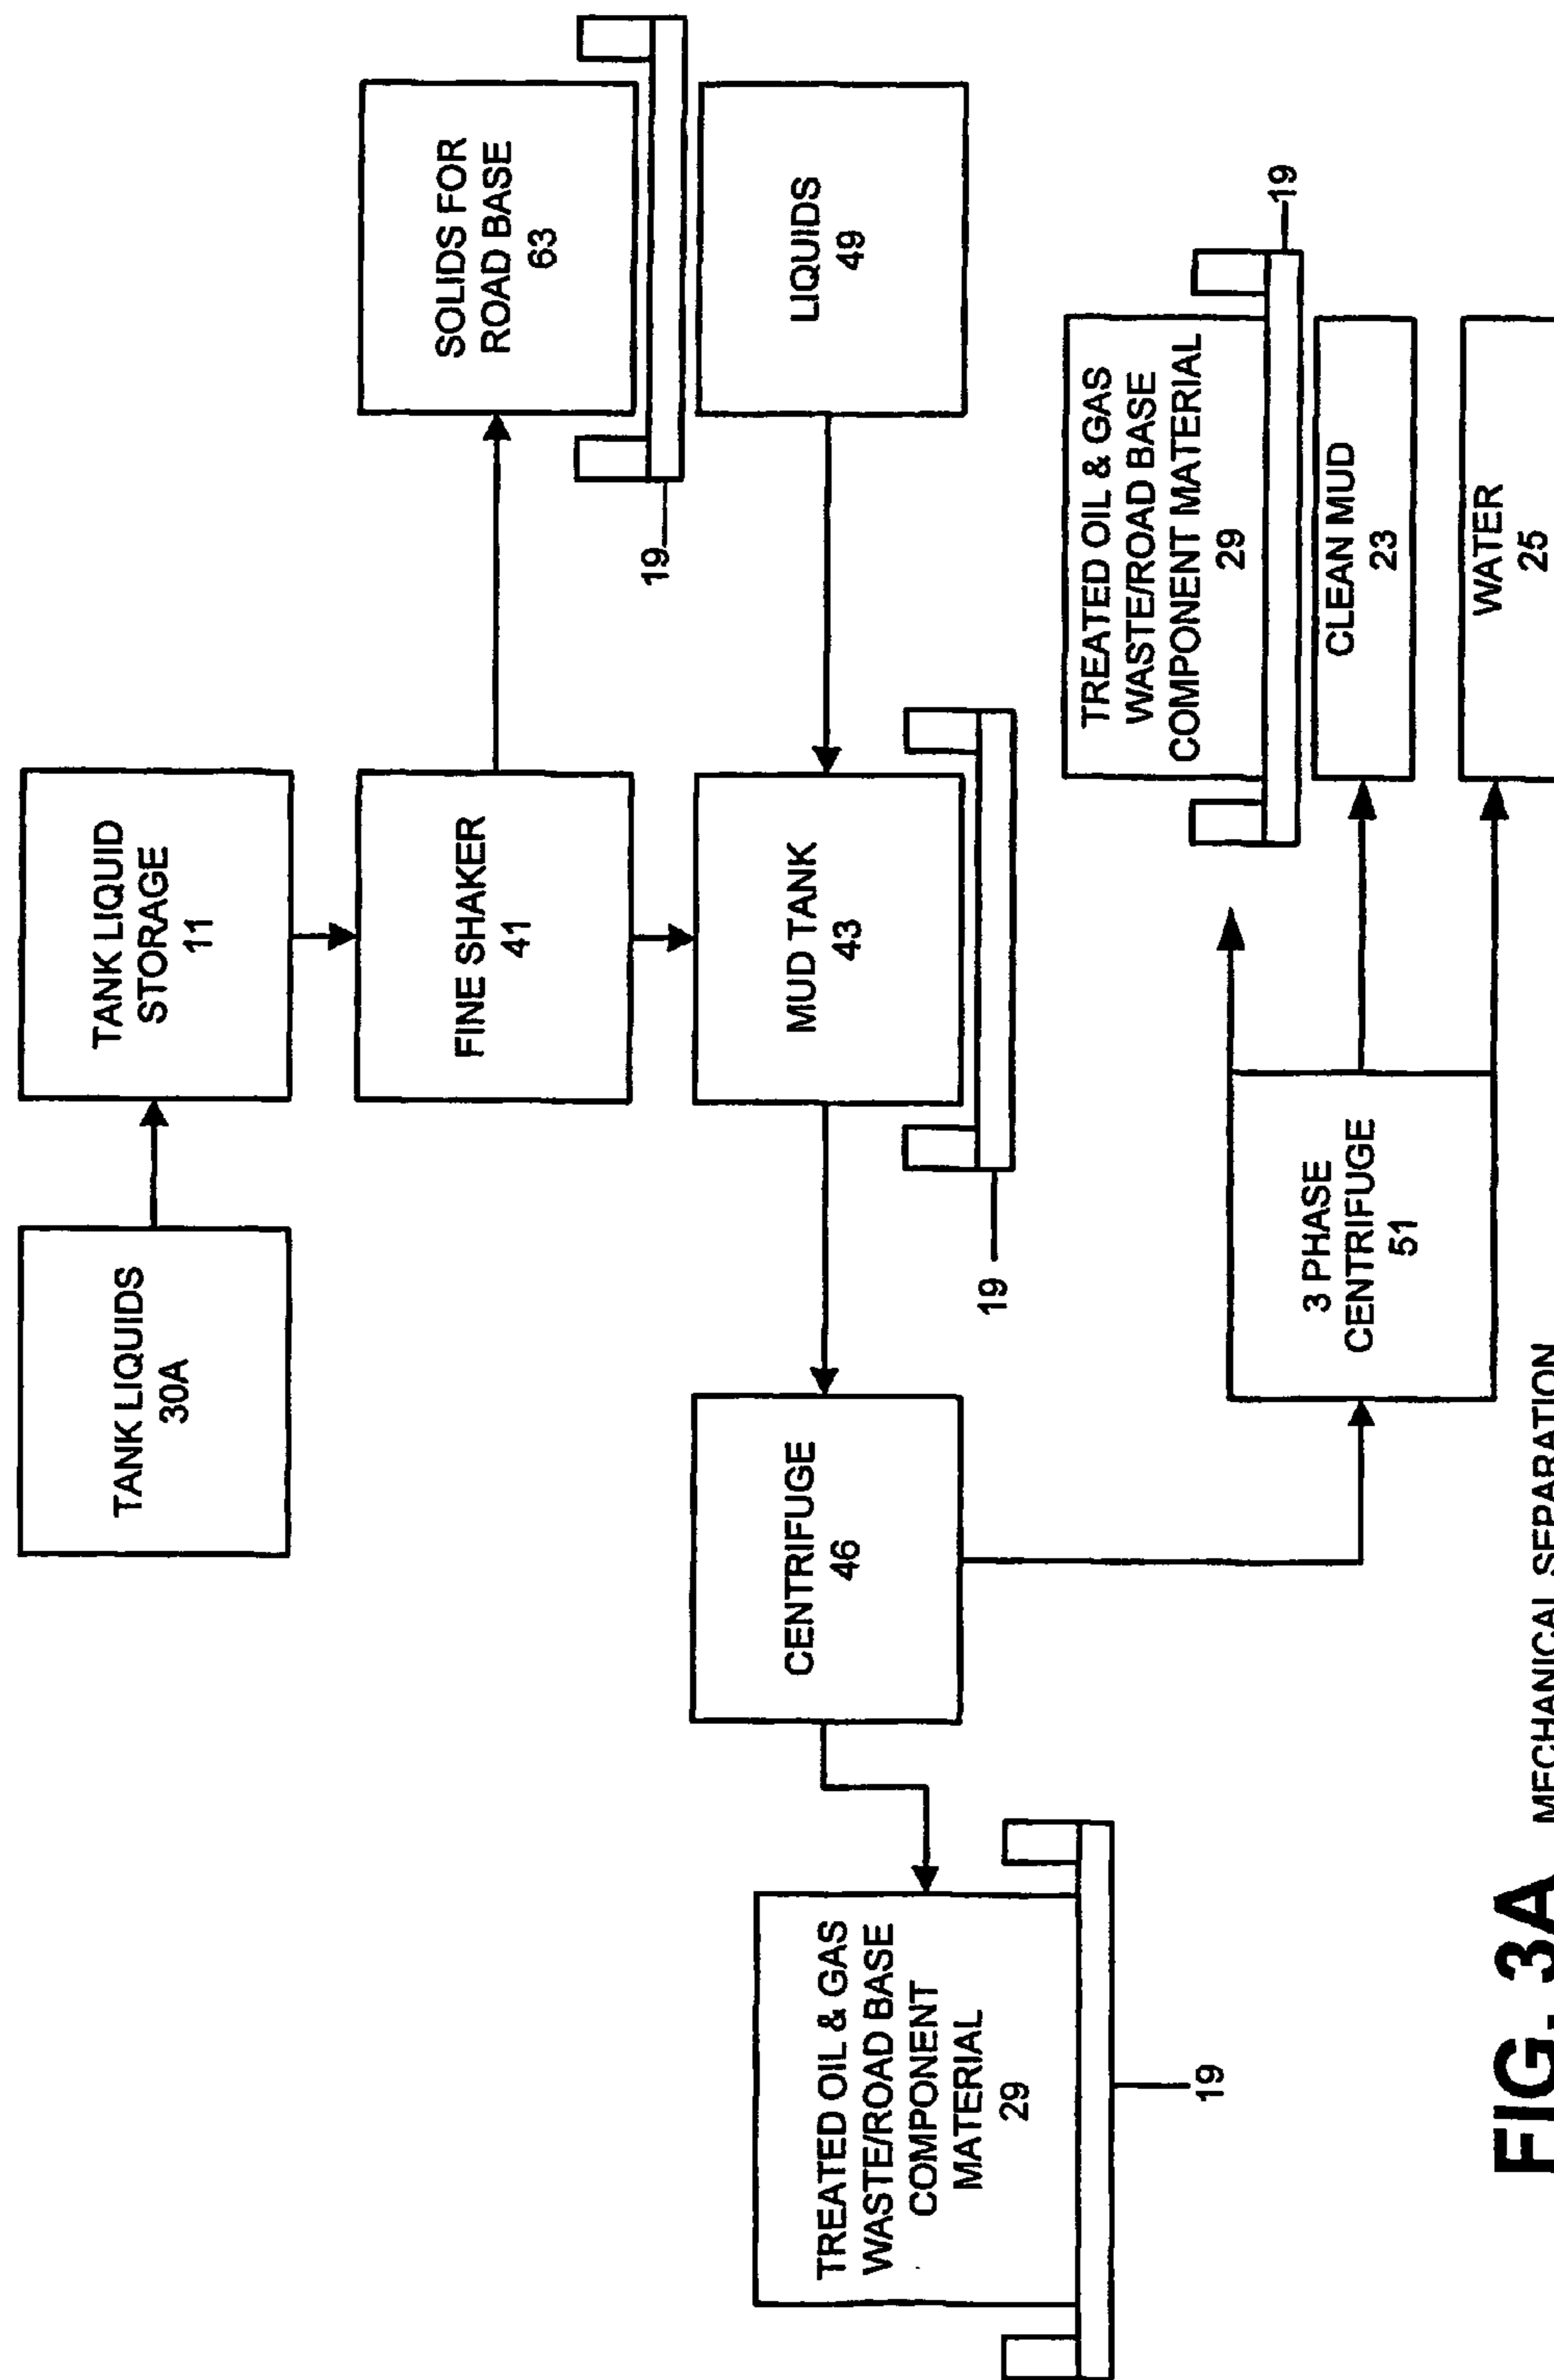 TANK LIQUIDS
30A
TANK LIQUID
STORAGE
11
FINE SHAKER
41
SOLIDS FOR
ROAD BASE
63
19
LIQUIDS
49
MUD TANK
43
19
CENTRIFUGE
46
TREATED OIL & GAS
WASTE/ROAD BASE
COMPONENT
MATERIAL
29
19
3 PHASE
CENTRIFUGE
51
TREATED OIL & GAS
WASTE/ROAD BASE
COMPONENT MATERIAL
29
19
CLEAN MUD
23
WATER
25
FIG. 3A
MECHANICAL SEPARATION